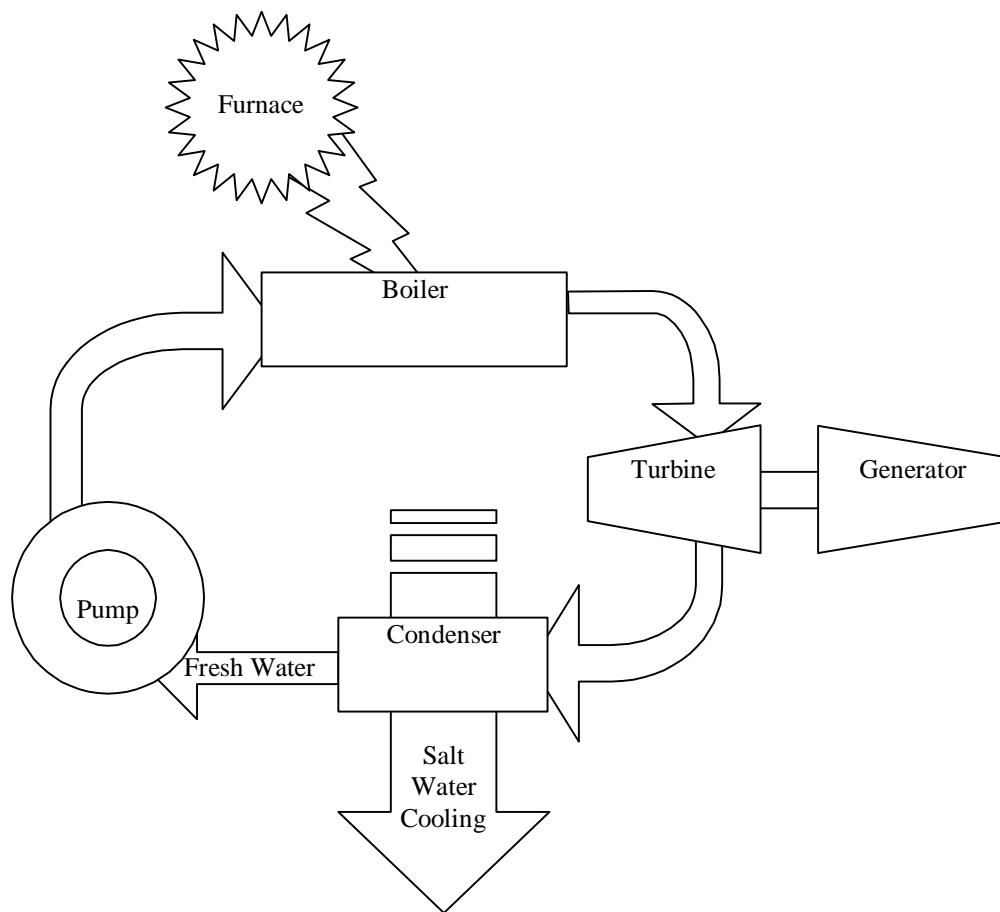 Furnace
Boiler
Turbine
Generator
Condenser
Pump
Fresh Water
Salt
Water
Cooling